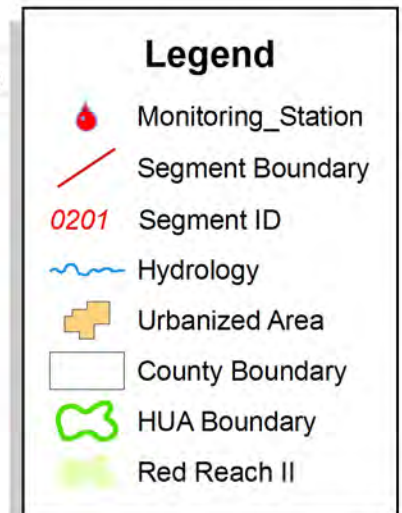 Legend
Monitoring_Station
Segment Boundary
0201 Segment ID
Hydrology
Urbanized Area
County Boundary
HUA Boundary
Red Reach II